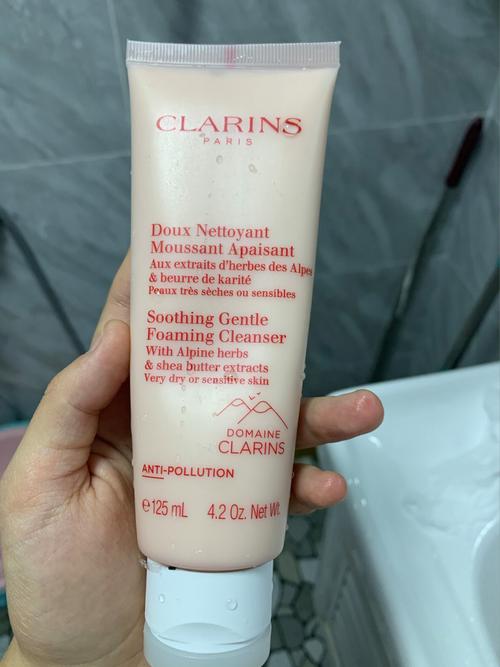 CLARINS
PARIS
Doux Nettoyant
Moussant Apaisant
Aux extraits d'herbes des Alpes
& beurre de karité
Peaux très sèches ou sensibles
Soothing Gentle
Foaming Cleanser
With Alpine herbs
& shea butter extracts
Very dry or sensitive skin
DOMAINE
CLARINS
ANTI-POLLUTION
℮125 mL 4.2 Oz. Net Wt.